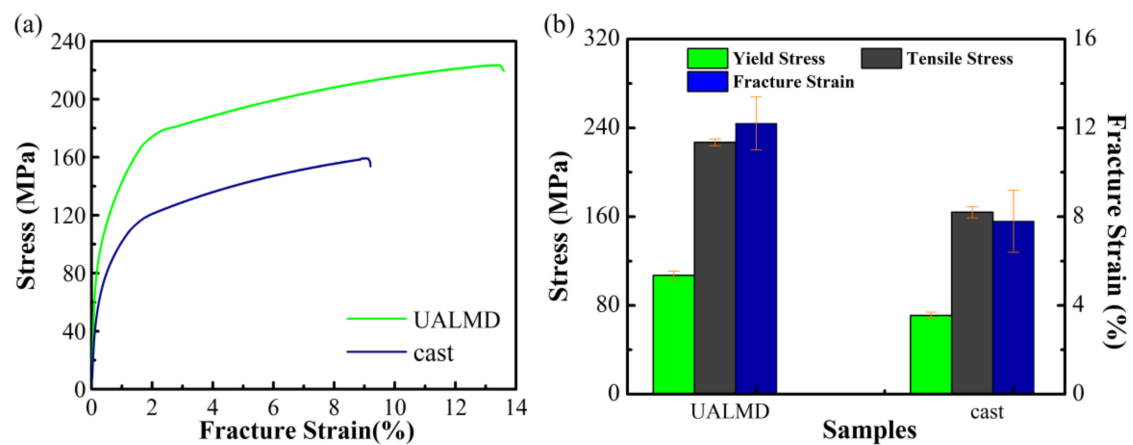 (a)
240
200
160
120
80
40
0
0 2 4 6 8 10 12 14
Stress (MPa)
Fracture Strain(%)
UALMD
cast
(b)
320
240
160
80
0
16
12
8
4
0
Stress (MPa)
Fracture Strain (%)
Yield Stress
Tensile Stress
Fracture Strain
UALMD
cast
Samples